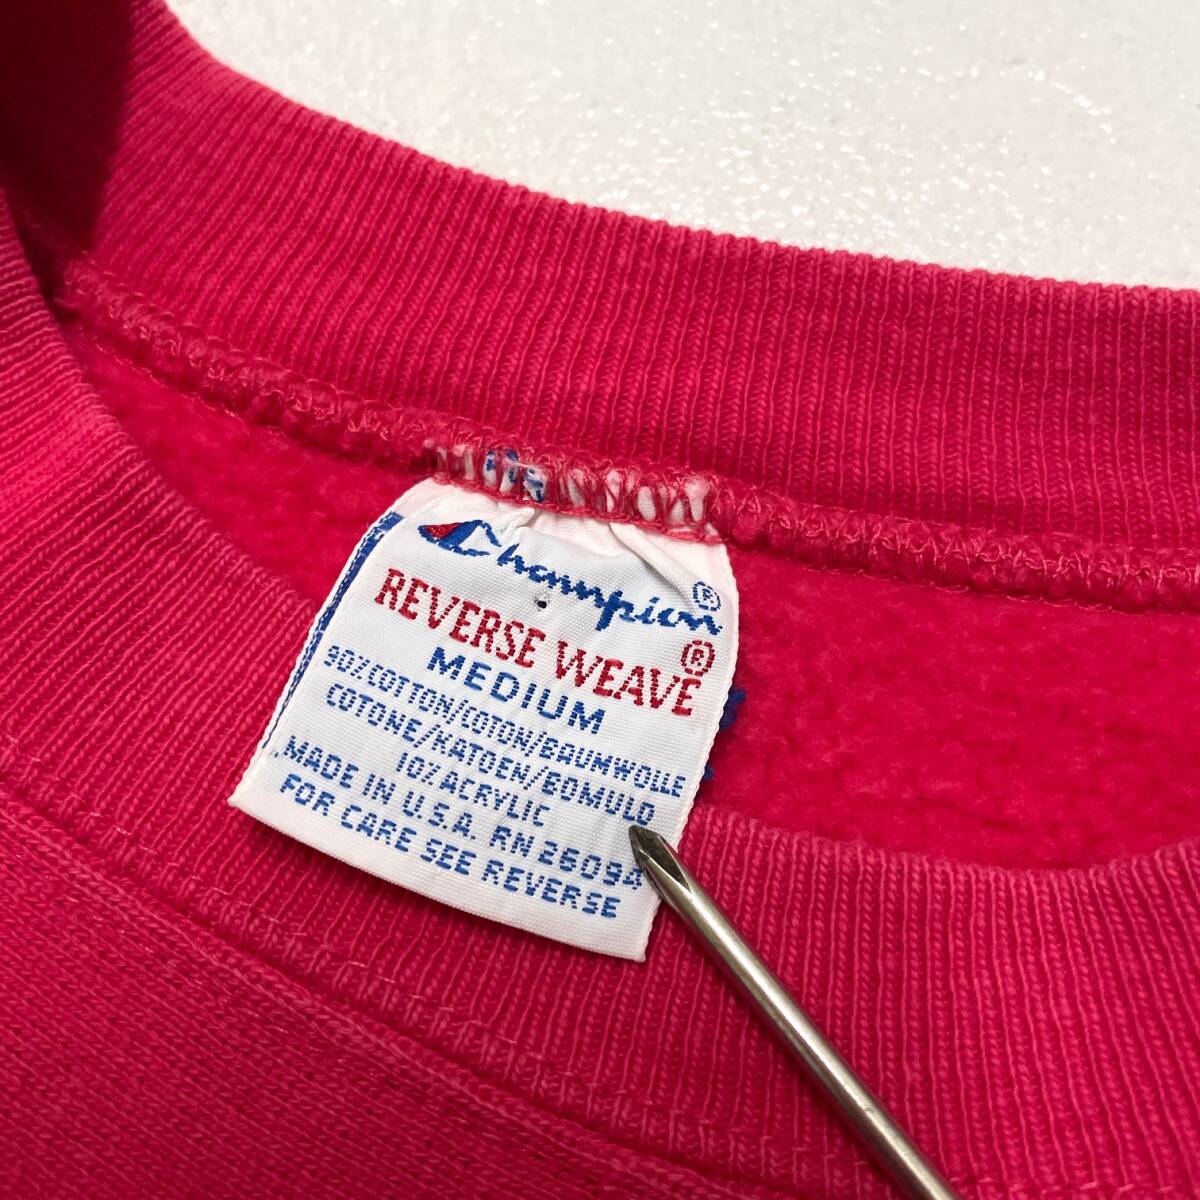 Champion®
REVERSE WEAVE®
MEDIUM
90% COTTON/COTON/BAUMWOLLE
COTONE/KATOEN/BOMULD
10% ACRYLIC
MADE IN U.S.A. RN 26094
FOR CARE SEE REVERSE